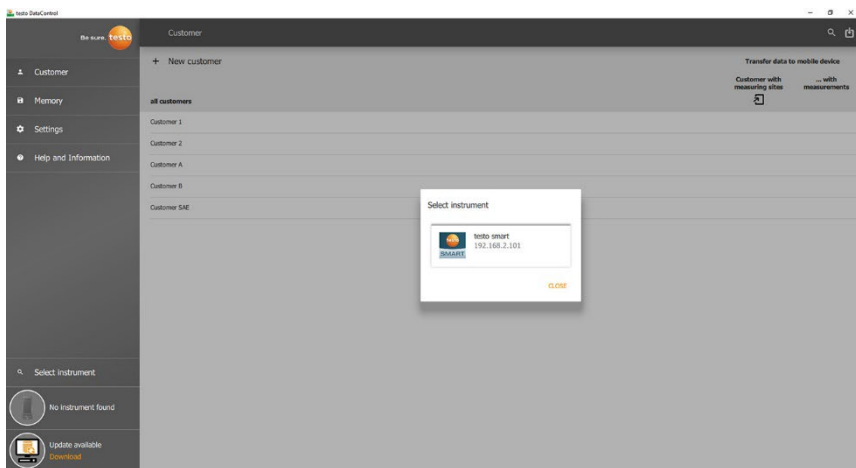 testo DataControl
Be sure. testo
Customer
Customer
Memory
Settings
Help and Information
+ New customer
Transfer data to mobile device
Customer with
measuring sites
... with
measurements
all customers
Customer 1
Customer 2
Customer A
Customer B
Customer SAE
Select instrument
testo smart
192.168.2.101
SMART
CLOSE
Select instrument
No instrument found
Update available
Download